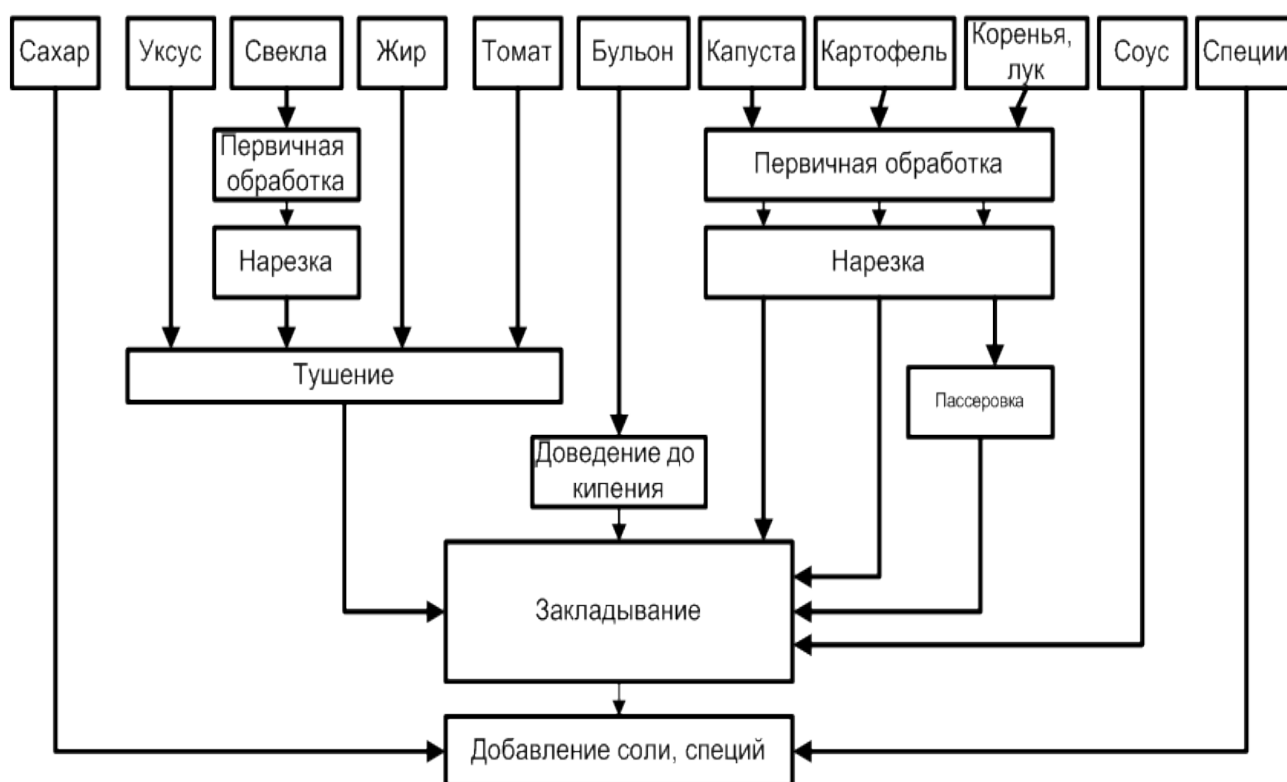 Сахар
Уксус
Свекла
Жир
Томат
Бульон
Капуста
Картофель
Коренья,
лук
Соус
Специи
Первичная
обработка
Первичная обработка
Нарезка
Нарезка
Тушение
Пассеровка
Доведение до
кипения
Закладывание
Добавление соли, специй